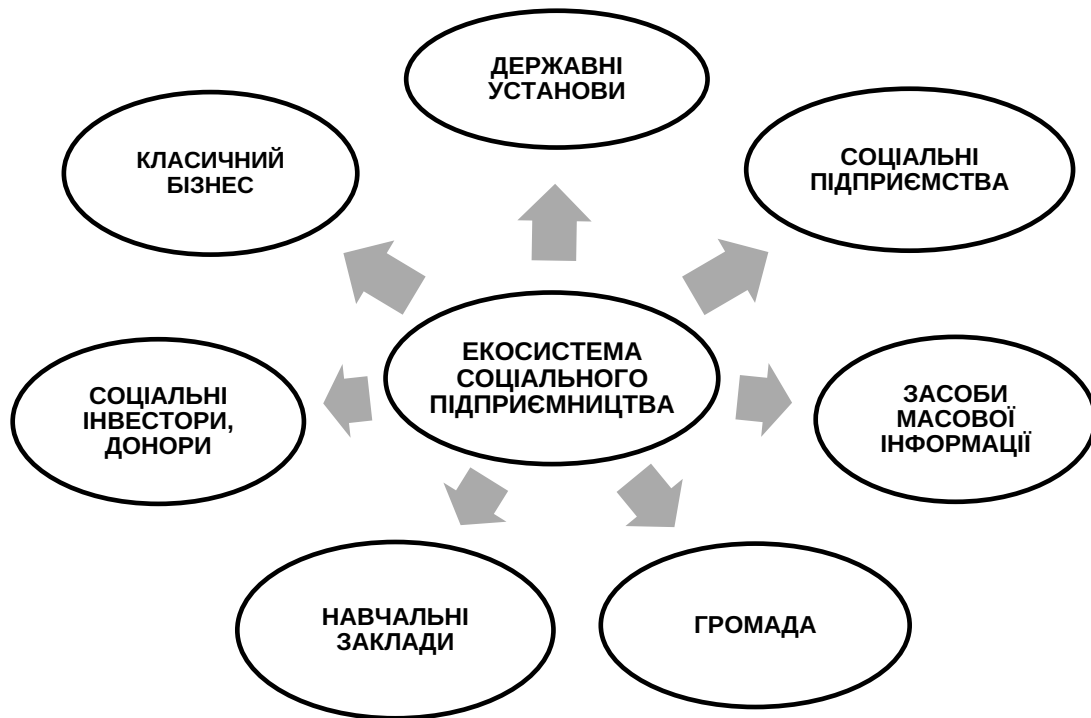 ДЕРЖАВНІ
УСТАНОВИ
КЛАСИЧНИЙ
БІЗНЕС
СОЦІАЛЬНІ
ПІДПРИЄМСТВА
ЕКОСИСТЕМА
СОЦІАЛЬНОГО
ПІДПРИЄМНИЦТВА
СОЦІАЛЬНІ
ІНВЕСТОРИ,
ДОНОРИ
ЗАСОБИ
МАСОВОЇ
ІНФОРМАЦІЇ
НАВЧАЛЬНІ
ЗАКЛАДИ
ГРОМАДА